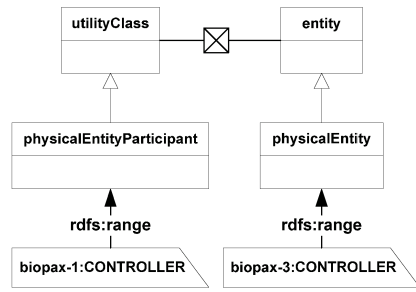 utilityClass
entity
physicalEntityParticipant
physicalEntity
rdfs:range
rdfs:range
biopax-1:CONTROLLER
biopax-3:CONTROLLER